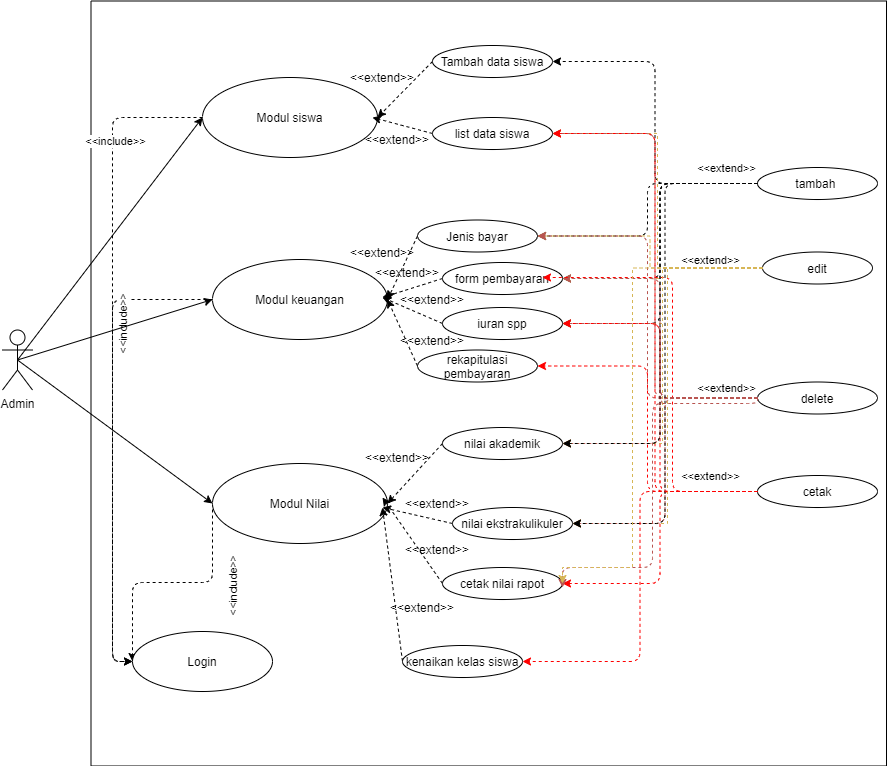 Tambah data siswa
<<extend>>
Modul siswa
list data siswa
<<extend>>
<<include>>
<<extend>>
tambah
Jenis bayar
<<extend>>
<<extend>>
edit
<<extend>>
form pembayaran
Modul keuangan
<<extend>>
<<include>>
iuran spp
<<extend>>
rekapitulasi
pembayaran
Admin
<<extend>>
delete
nilai akademik
<<extend>>
<<extend>>
cetak
Modul Nilai
<<extend>>
nilai ekstrakulikuler
<<extend>>
<<include>>
cetak nilai rapot
<<extend>>
Login
kenaikan kelas siswa